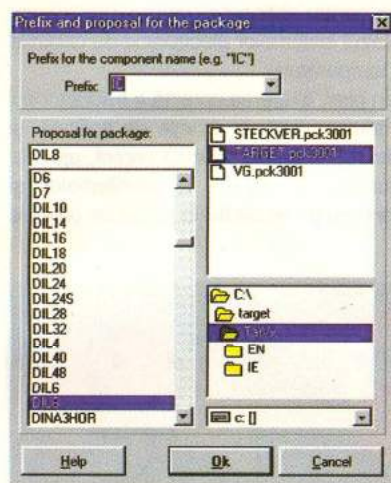 Prefix and proposal for the package
Prefix for the component name (e.g. "IC")
Prefix: IC
Proposal for package:
DIL8
D6
D7
DIL10
DIL14
DIL16
DIL18
DIL20
DIL24
DIL24S
DIL28
DIL32
DIL4
DIL40
DIL48
DIL6
DIL8
DINA3HOR
STECKVER.pck3001
TARGET.pck3001
VG.pck3001
C:\
target
EN
IE
c: []
Help
Ok
Cancel